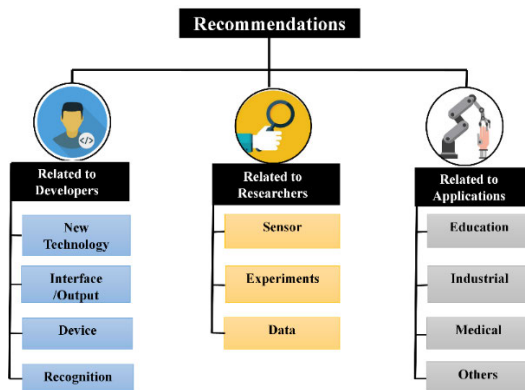 Recommendations
</>
Related to
Developers
New
Technology
Interface
/Output
Device
Recognition
Related to
Researchers
Sensor
Experiments
Data
Related to
Applications
Education
Industrial
Medical
Others